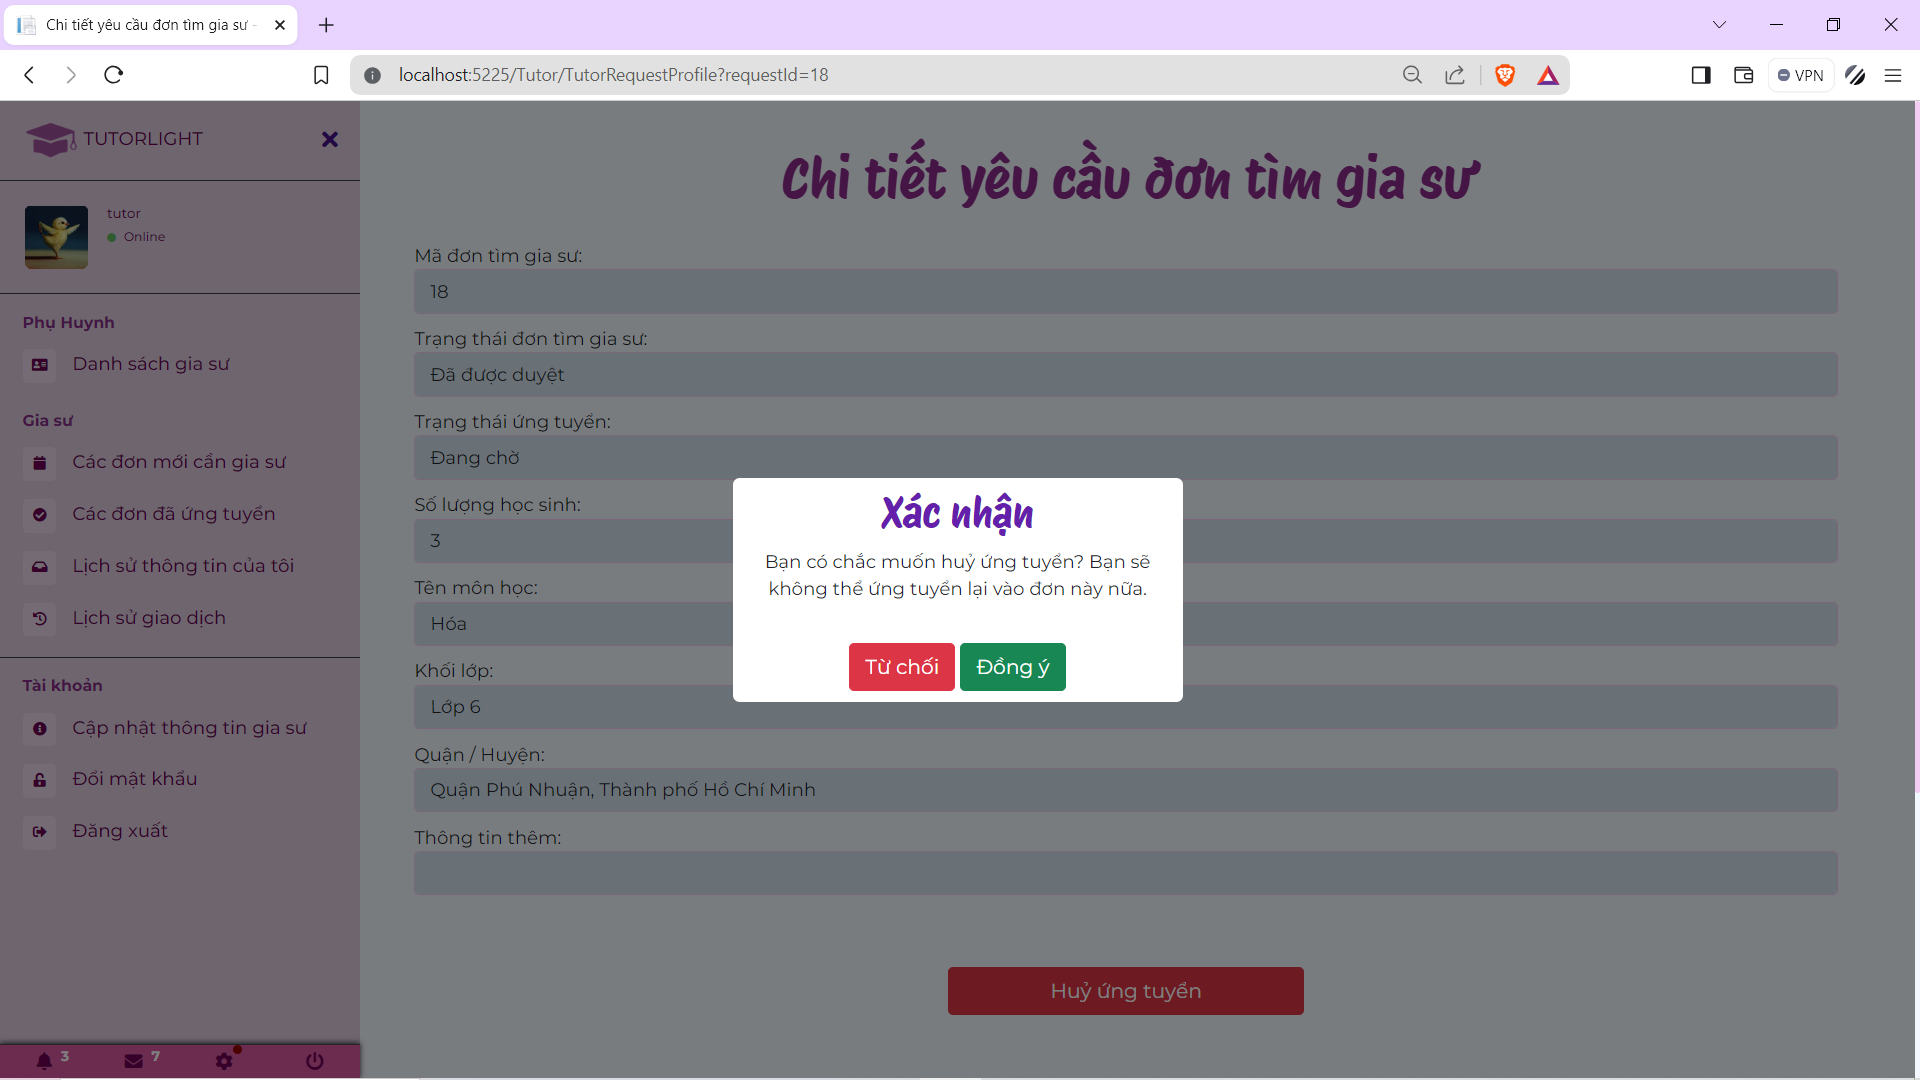 Chi tiết yêu cầu đơn tìm gia sư -
localhost:5225/Tutor/TutorRequestProfile?requestId=18
VPN
TUTORLIGHT
tutor
Online
Phụ Huynh
Danh sách gia sư
Gia sư
Các đơn mới cần gia sư
Các đơn đã ứng tuyển
Lịch sử thông tin của tôi
Lịch sử giao dịch
Tài khoản
Cập nhật thông tin gia sư
Đổi mật khẩu
Đăng xuất
3
7
Chi tiết yêu cầu đơn tìm gia sư
Mã đơn tìm gia sư:
18
Trạng thái đơn tìm gia sư:
Đã được duyệt
Trạng thái ứng tuyển:
Đang chờ
Số lượng học sinh:
3
Tên môn học:
Hóa
Khối lớp:
Lớp 6
Quận / Huyện:
Quận Phú Nhuận, Thành phố Hồ Chí Minh
Thông tin thêm:
Xác nhận
Bạn có chắc muốn huỷ ứng tuyển? Bạn sẽ
không thể ứng tuyển lại vào đơn này nữa.
Từ chối
Đồng ý
Huỷ ứng tuyển